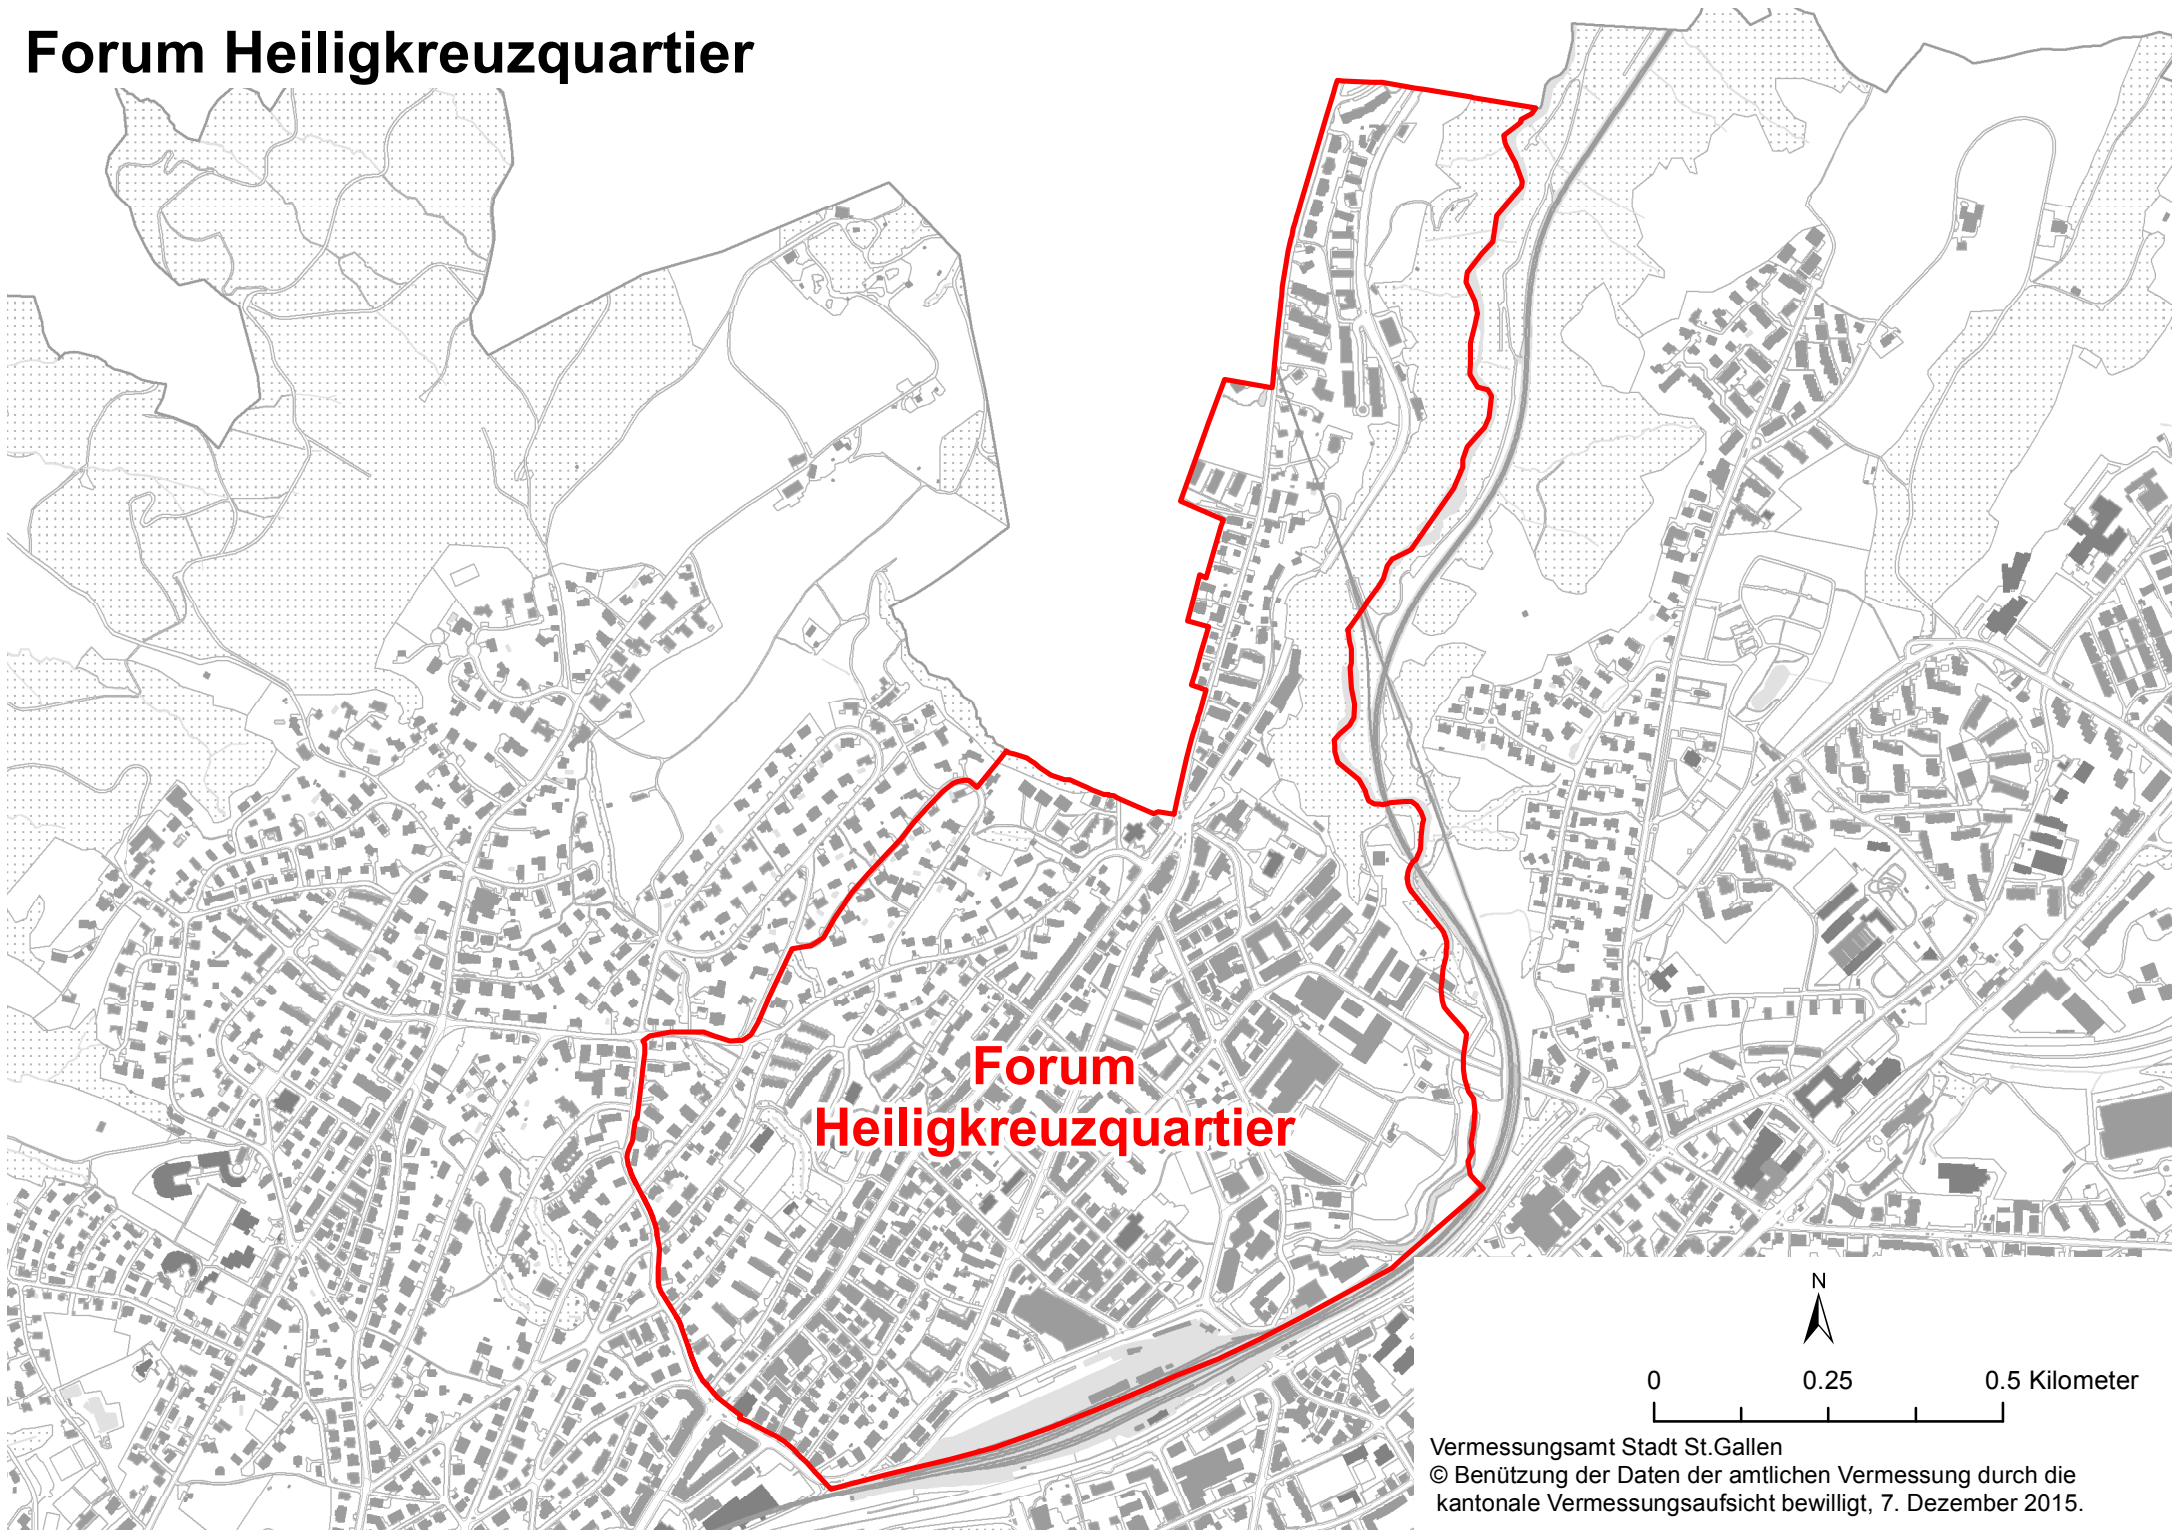 Forum Heiligkreuzquartier
Forum
Heiligkreuzquartier
N
0 0.25 0.5 Kilometer
Vermessungsamt Stadt St.Gallen
© Benützung der Daten der amtlichen Vermessung durch die
kantonale Vermessungsaufsicht bewilligt, 7. Dezember 2015.